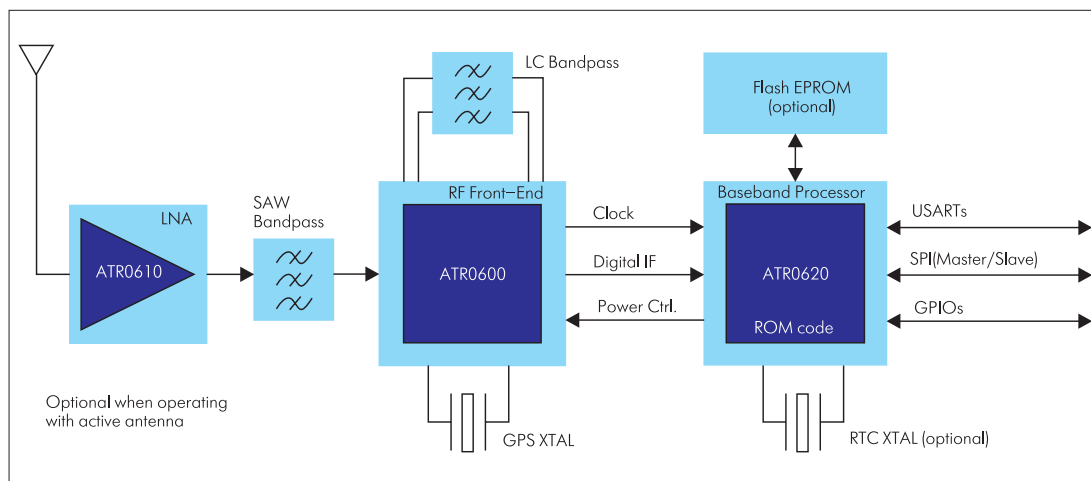 LC Bandpass
Flash EPROM
(optional)
RF Front-End
Baseband Processor
LNA
SAW
Bandpass
Clock
USARTs
ATR0610
ATR0600
Digital IF
ATR0620
SPI(Master/Slave)
Power Ctrl.
ROM code
GPIOs
Optional when operating
with active antenna
GPS XTAL
RTC XTAL (optional)